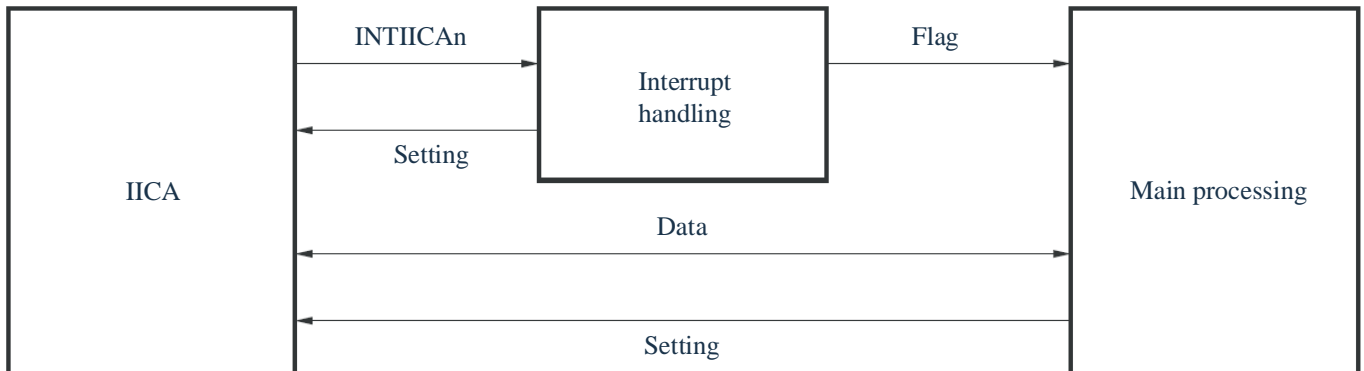 INTIICAn
Flag
Interrupt
handling
Setting
IICA
Main processing
Data
Setting